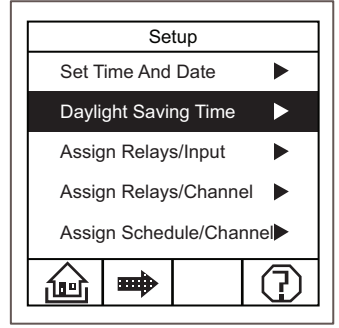 Setup
Set Time And Date
Daylight Saving Time
Assign Relays/Input
Assign Relays/Channel
Assign Schedule/Channel
?